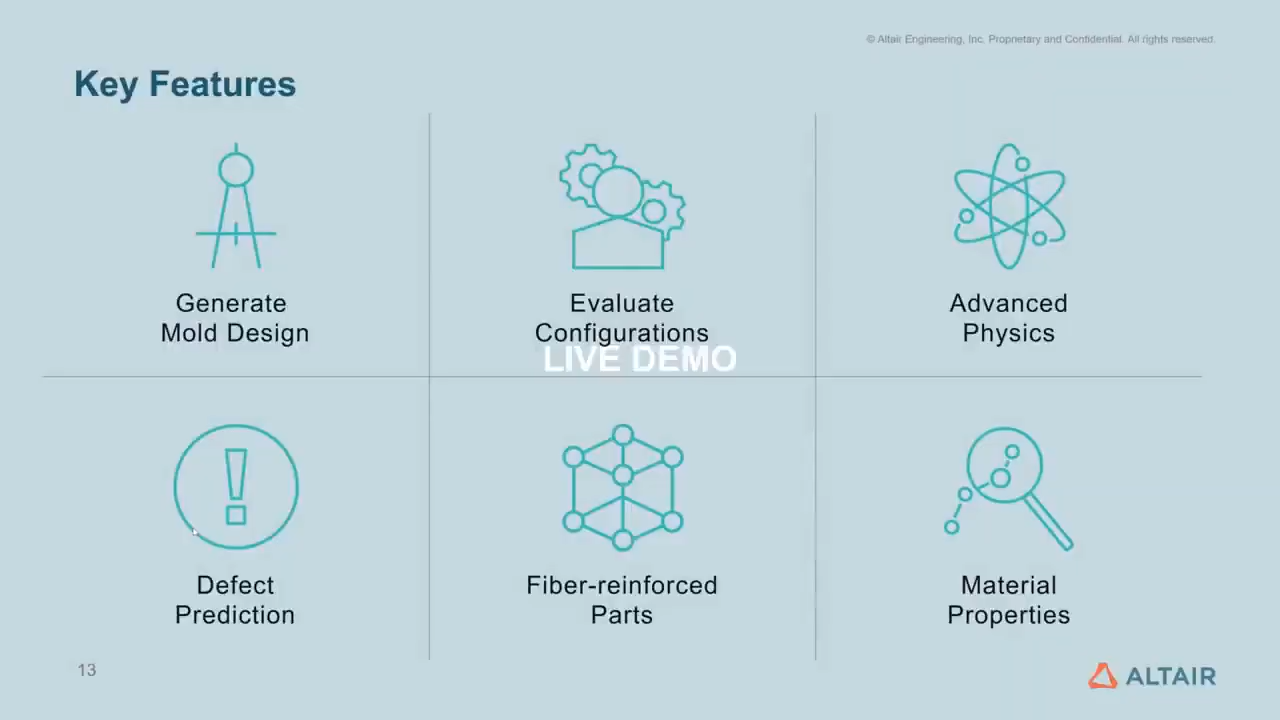 © Altair Engineering, Inc. Proprietary and Confidential. All rights reserved.
Key Features
Generate
Mold Design
Evaluate
Configurations
Advanced
Physics
LIVE DEMO
Defect
Prediction
Fiber-reinforced
Parts
Material
Properties
13
ALTAIR